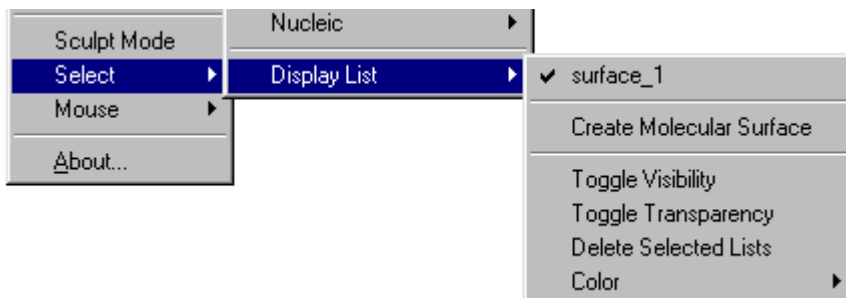 Sculpt Mode
Select
Mouse
About...
Nucleic
Display List
surface_1
Create Molecular Surface
Toggle Visibility
Toggle Transparency
Delete Selected Lists
Color